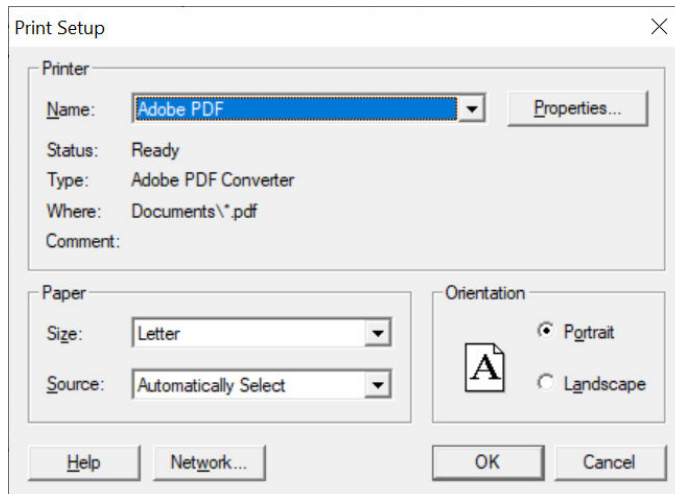 Print Setup
Printer
Name: Adobe PDF Properties...
Status: Ready
Type: Adobe PDF Converter
Where: Documents\*.pdf
Comment:
Paper
Size: Letter
Source: Automatically Select
Orientation
A
Portrait
Landscape
Help Network... OK Cancel